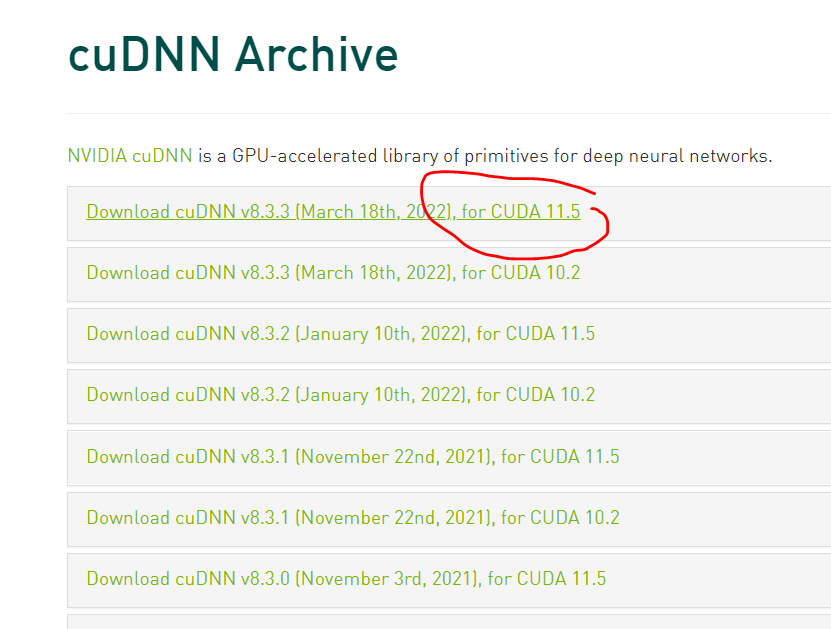 cuDNN Archive
NVIDIA cuDNN is a GPU-accelerated library of primitives for deep neural networks.
Download cuDNN v8.3.3 (March 18th, 2022), for CUDA 11.5
Download cuDNN v8.3.3 (March 18th, 2022), for CUDA 10.2
Download cuDNN v8.3.2 (January 10th, 2022), for CUDA 11.5
Download cuDNN v8.3.2 (January 10th, 2022), for CUDA 10.2
Download cuDNN v8.3.1 (November 22nd, 2021), for CUDA 11.5
Download cuDNN v8.3.1 (November 22nd, 2021), for CUDA 10.2
Download cuDNN v8.3.0 (November 3rd, 2021), for CUDA 11.5